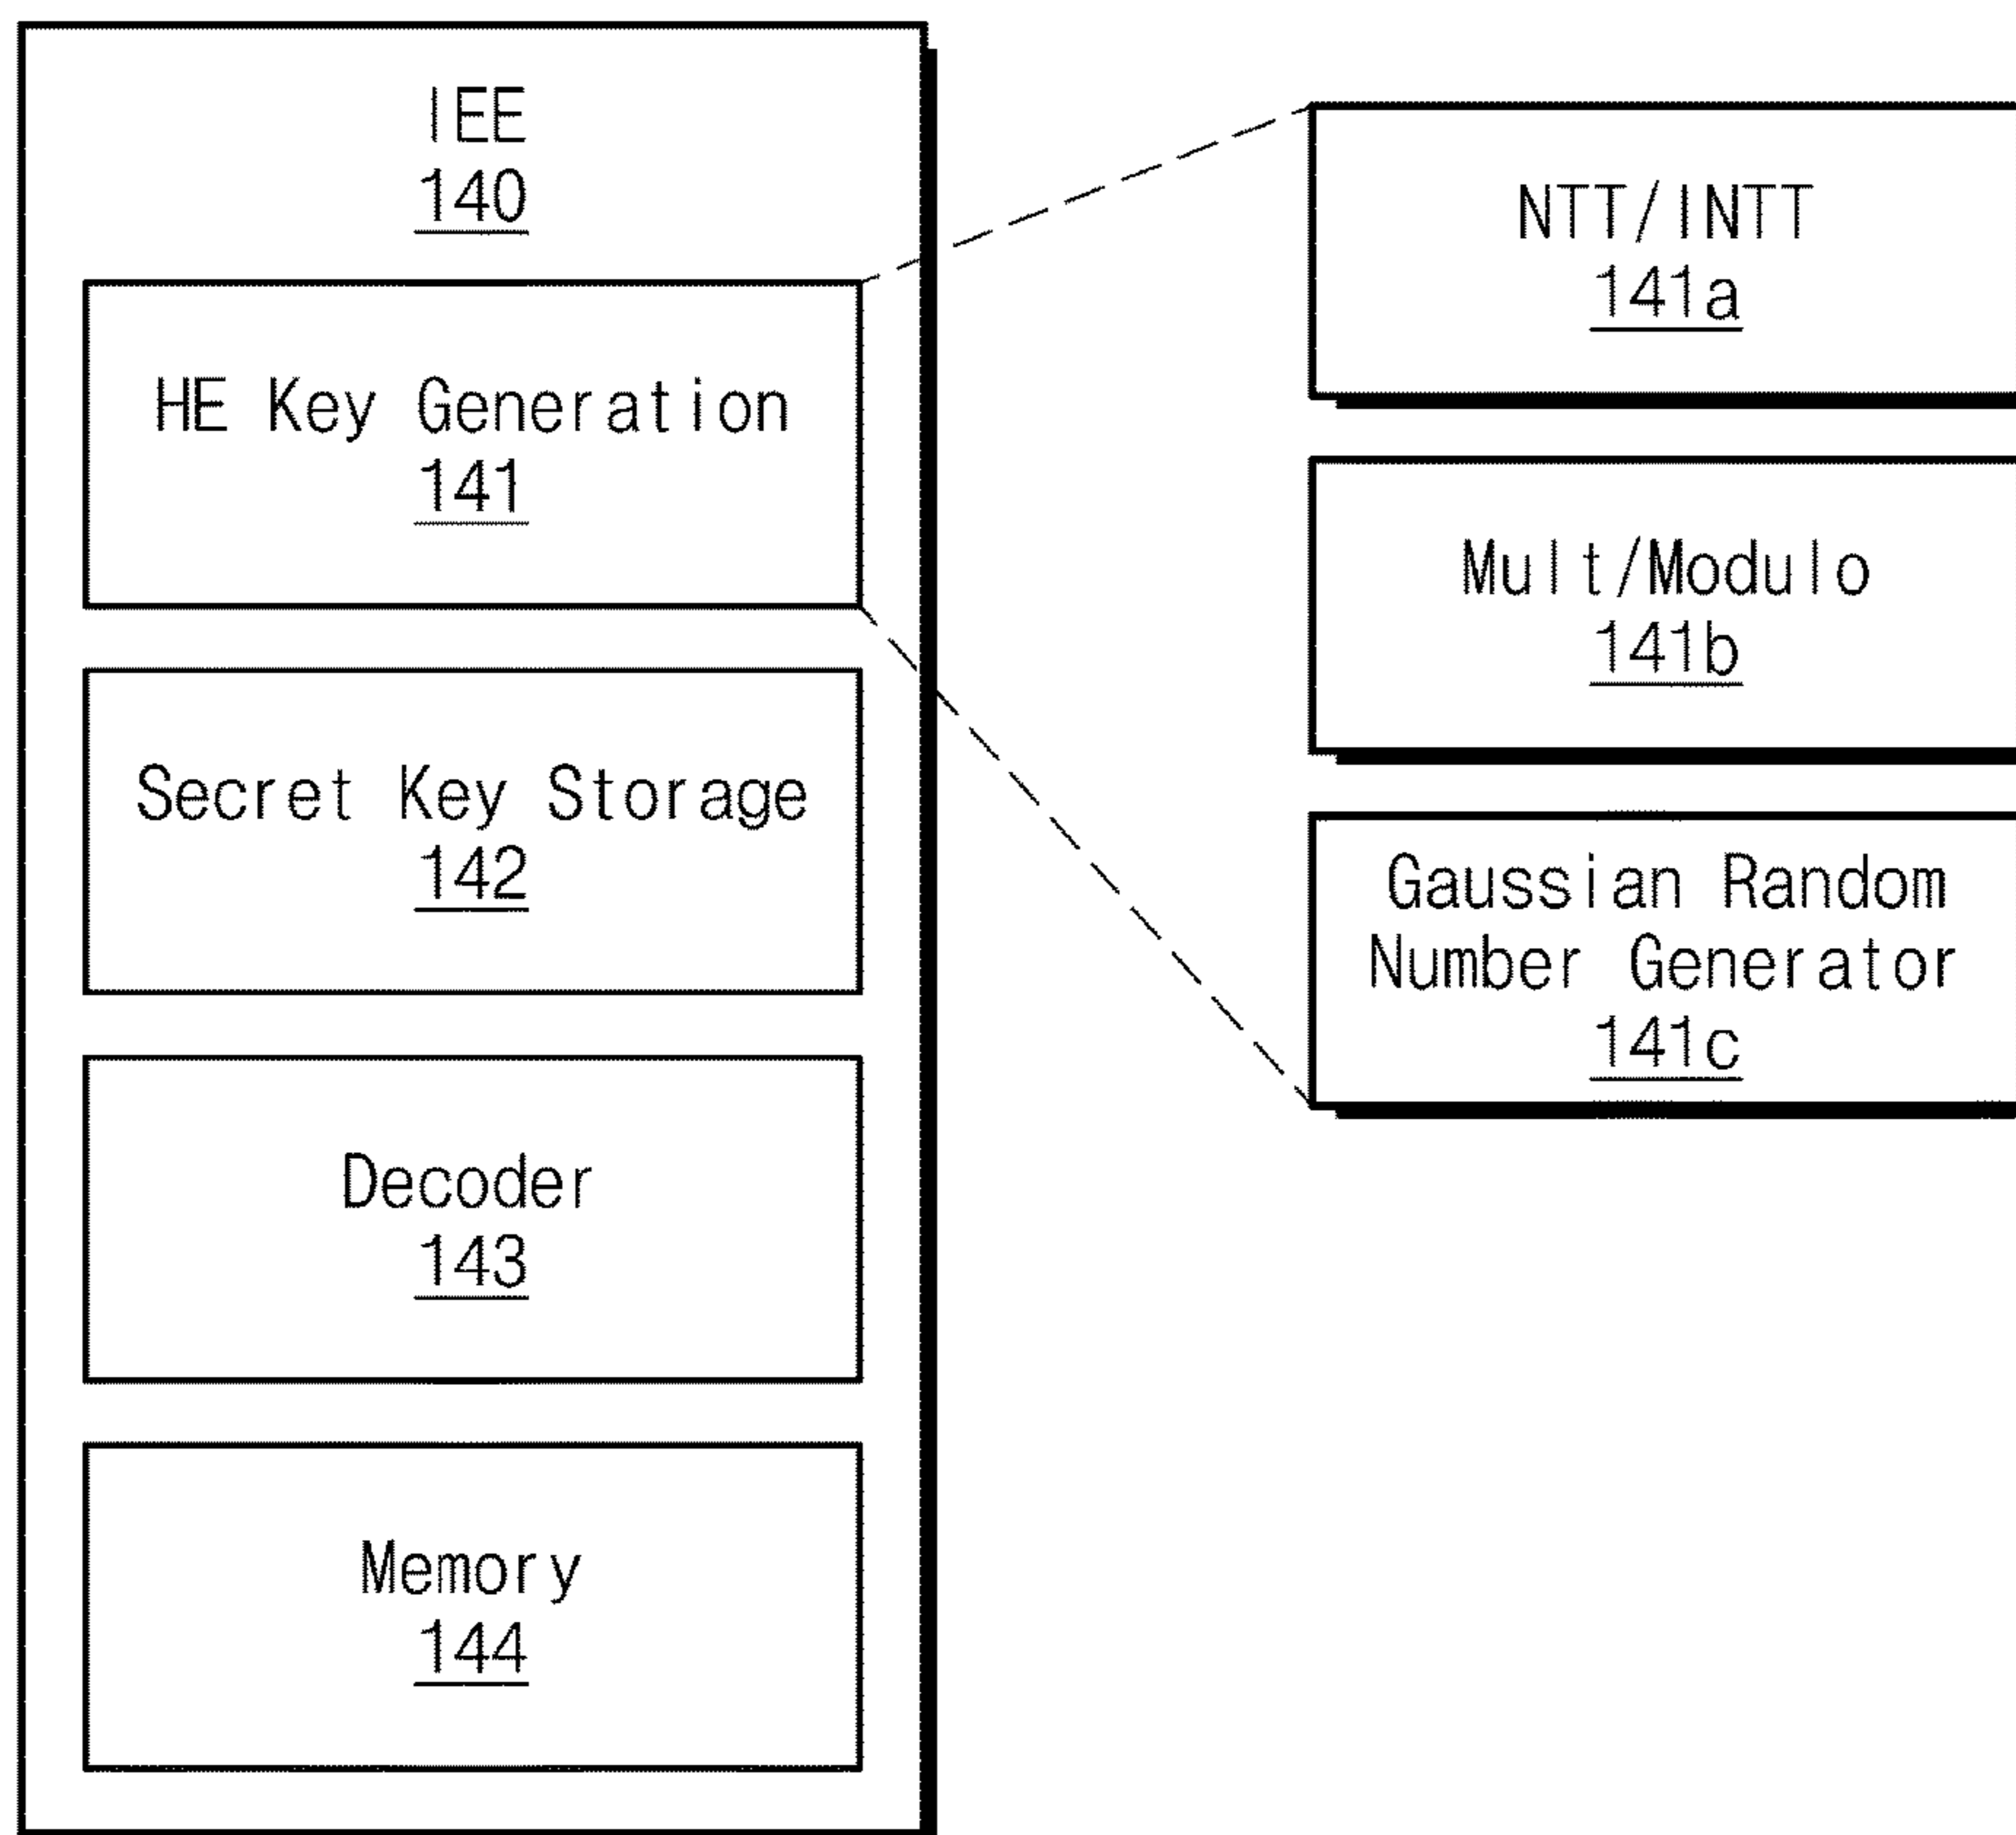 IEE
140
HE Key Generation
141
Secret Key Storage
142
Decoder
143
Memory
144
NTT/INTT
141a
Mult/Modulo
141b
Gaussian Random
Number Generator
141c